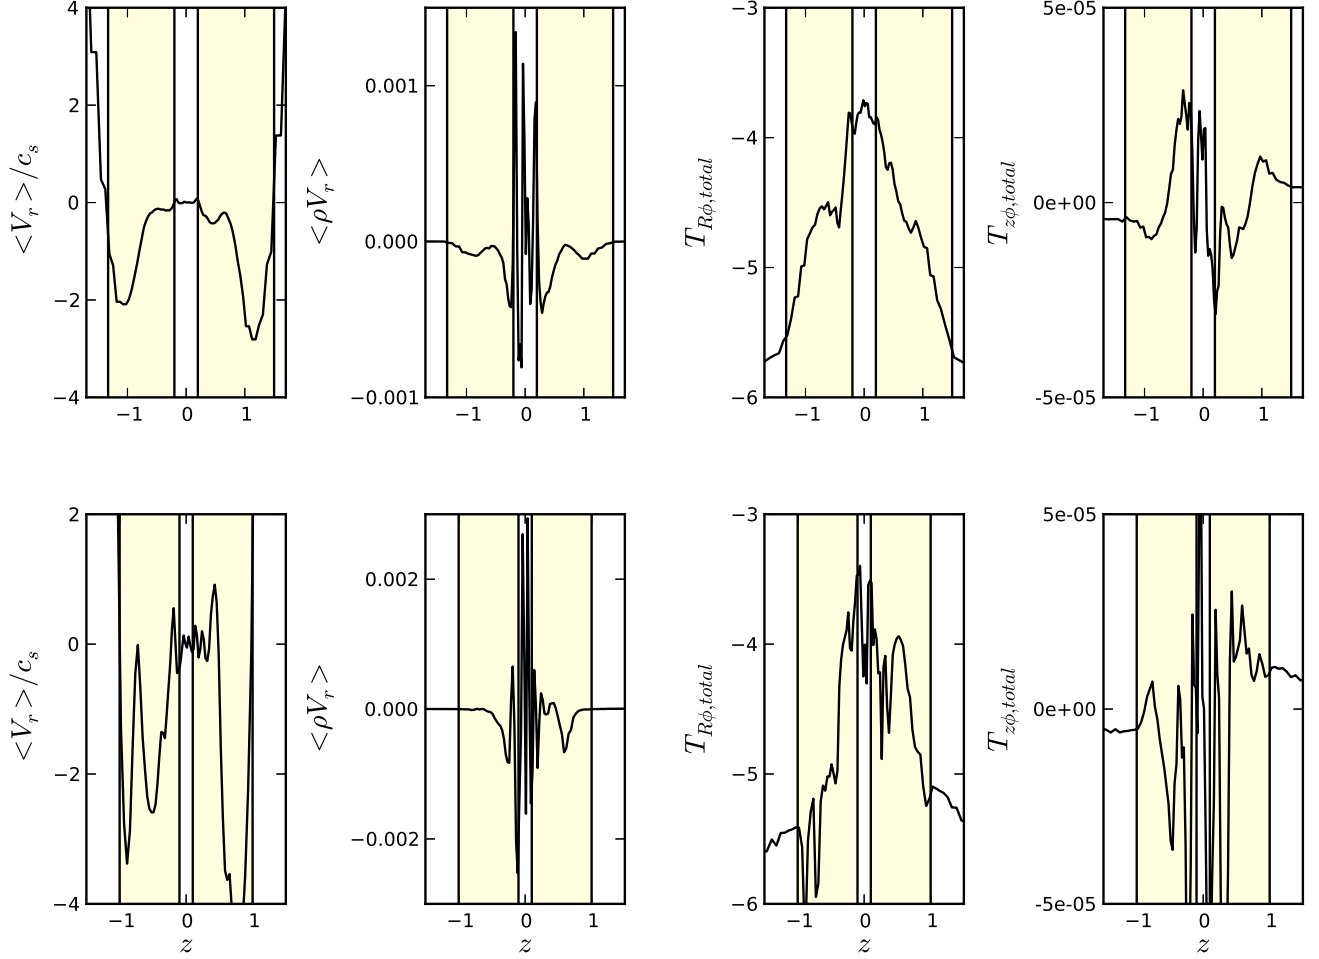 <V_r>/c_s
4
2
0
−2
−4
−1 0 1
<ρV_r>
0.001
0.000
−0.001
−1 0 1
T_{Rϕ,total}
−3
−4
−5
−6
−1 0 1
T_{zϕ,total}
5e-05
0e+00
-5e-05
−1 0 1
<V_r>/c_s
2
0
−2
−4
−1 0 1
z
<ρV_r>
0.002
0.000
−0.002
−1 0 1
z
T_{Rϕ,total}
−3
−4
−5
−6
−1 0 1
z
T_{zϕ,total}
5e-05
0e+00
-5e-05
−1 0 1
z